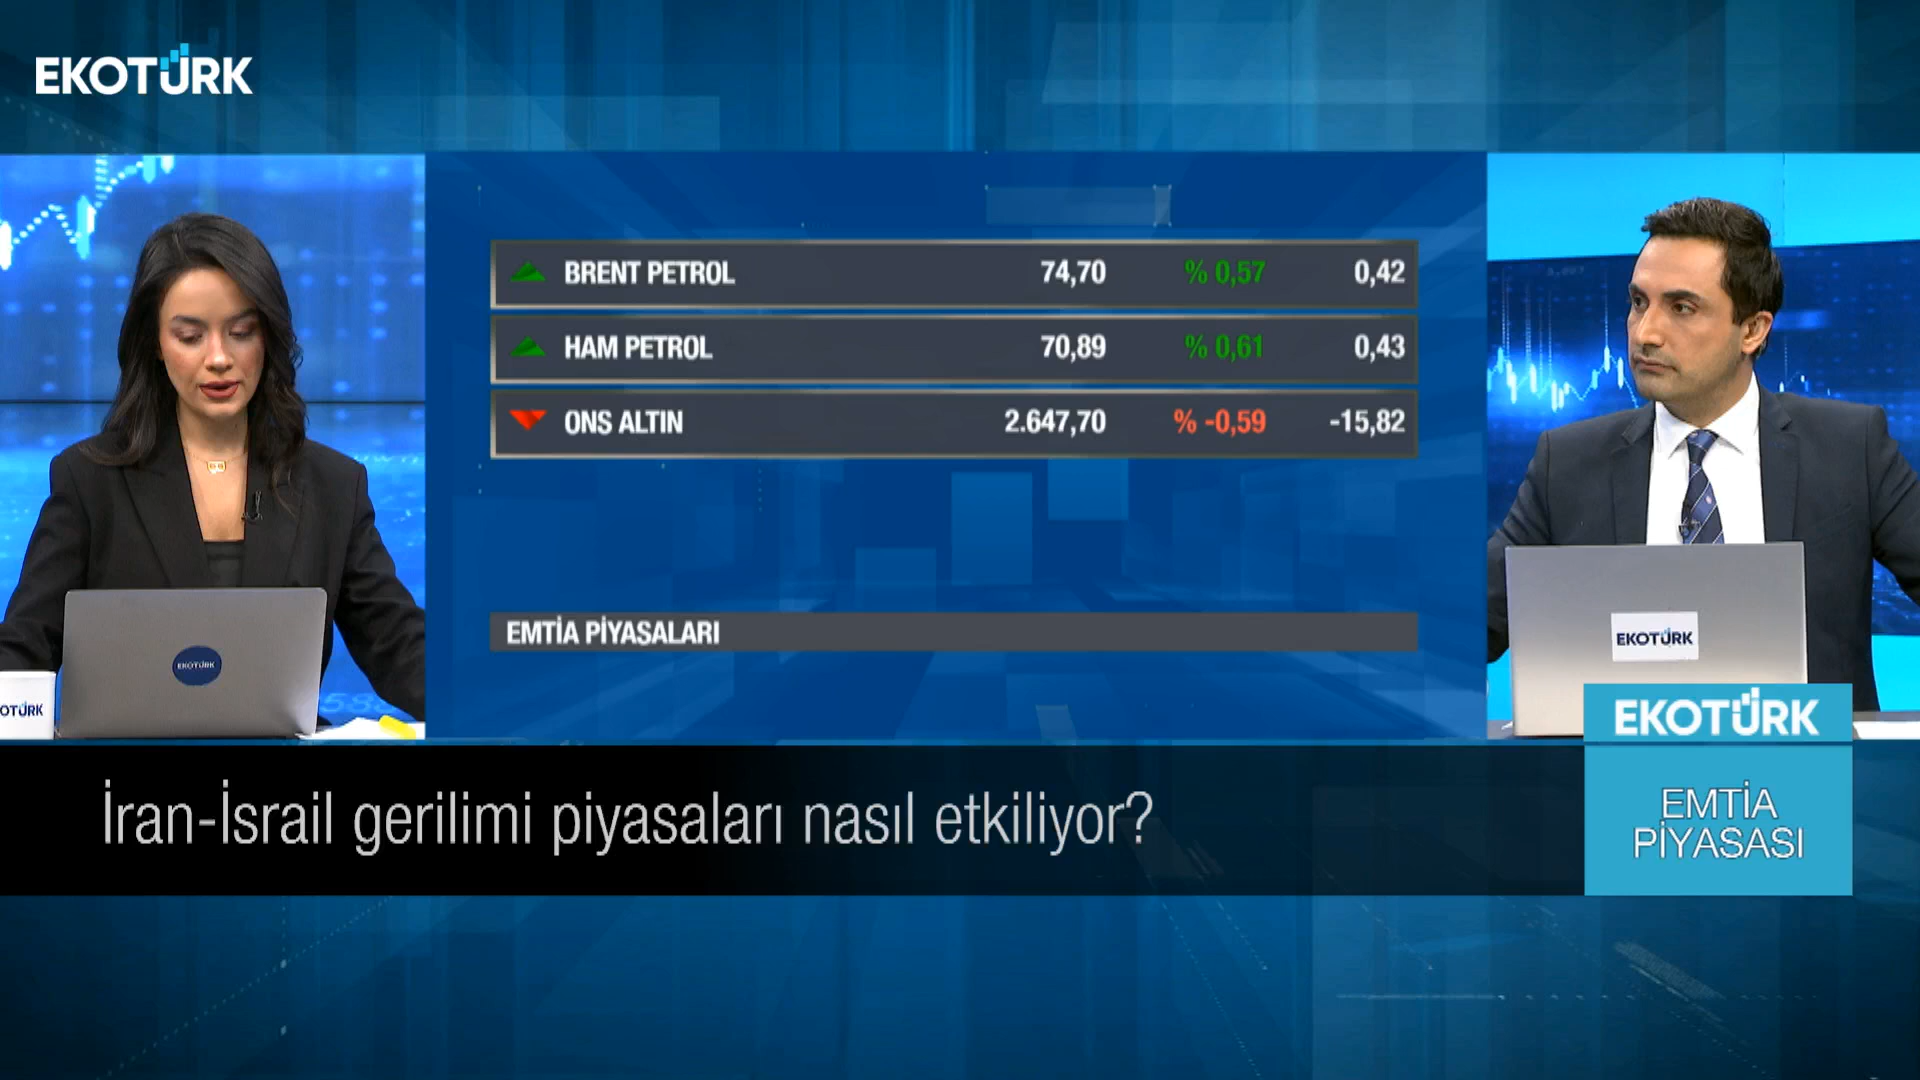 EKOTÜRK
BRENT PETROL 74,70 % 0,57 0,42
HAM PETROL 70,89 % 0,61 0,43
ONS ALTIN 2.647,70 % -0,59 -15,82
EMTİA PİYASALARI
EKOTÜRK
OTÜRK
EKOTÜRK
EKOTÜRK
EMTİA
PİYASASI
İran-İsrail gerilimi piyasaları nasıl etkiliyor?